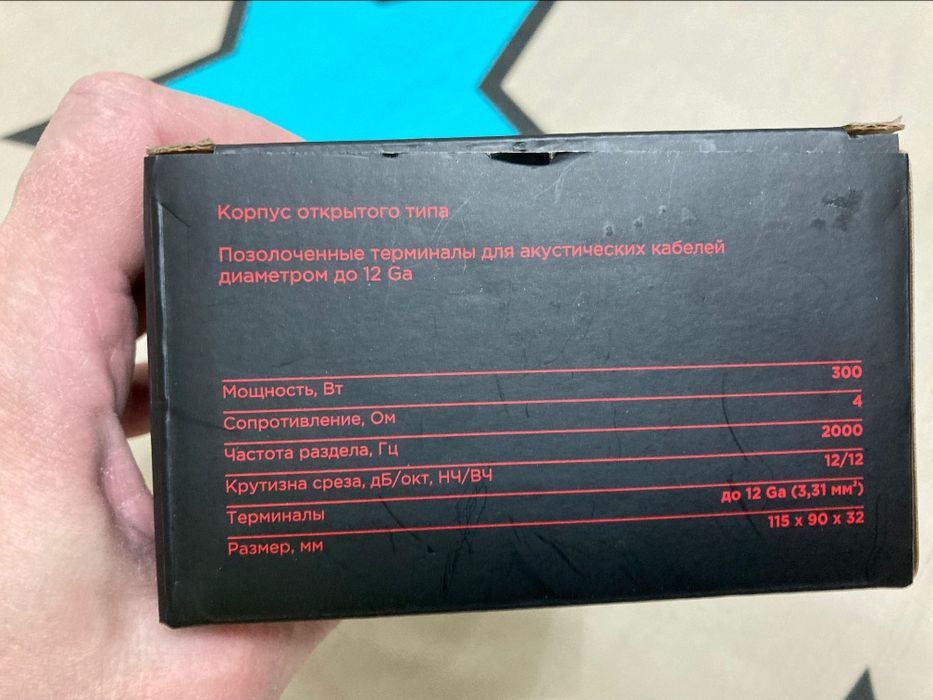 Корпус открытого типа
Позолоченные терминалы для акустических кабелей
диаметром до 12 Ga
Мощность, Вт 300
Сопротивление, Ом 4
Частота раздела, Гц 2000
Крутизна среза, дБ/окт, НЧ/ВЧ 12/12
Терминалы до 12 Ga (3,31 мм²)
Размер, мм 115 x 90 x 32